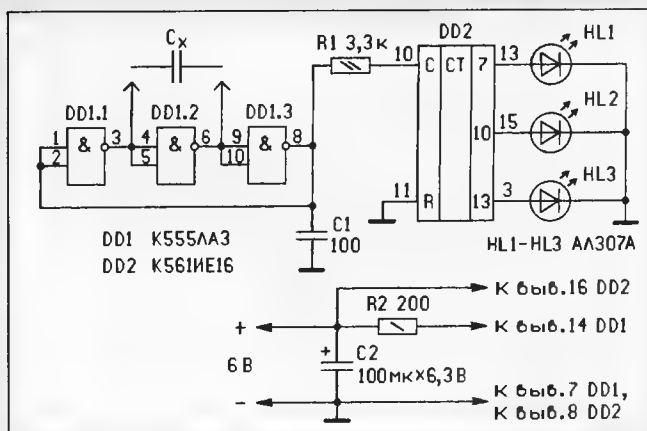 DD2
Cx
R1 3,3к
10 C CT 7 13 HL1
DD1.1 DD1.2 DD1.3
1 & 3 4 & 6 9 & 8
2 5 10
10 15 HL2
11 R 13 3 HL3
C1
100
DD1 К555ЛА3
DD2 К561ИЕ16
HL1-HL3 АЛ307А
К выв.16 DD2
R2 200
+ К выв.14 DD1
6 В + C2
100мк×6,3В
- К выв.7 DD1,
К выв.8 DD2